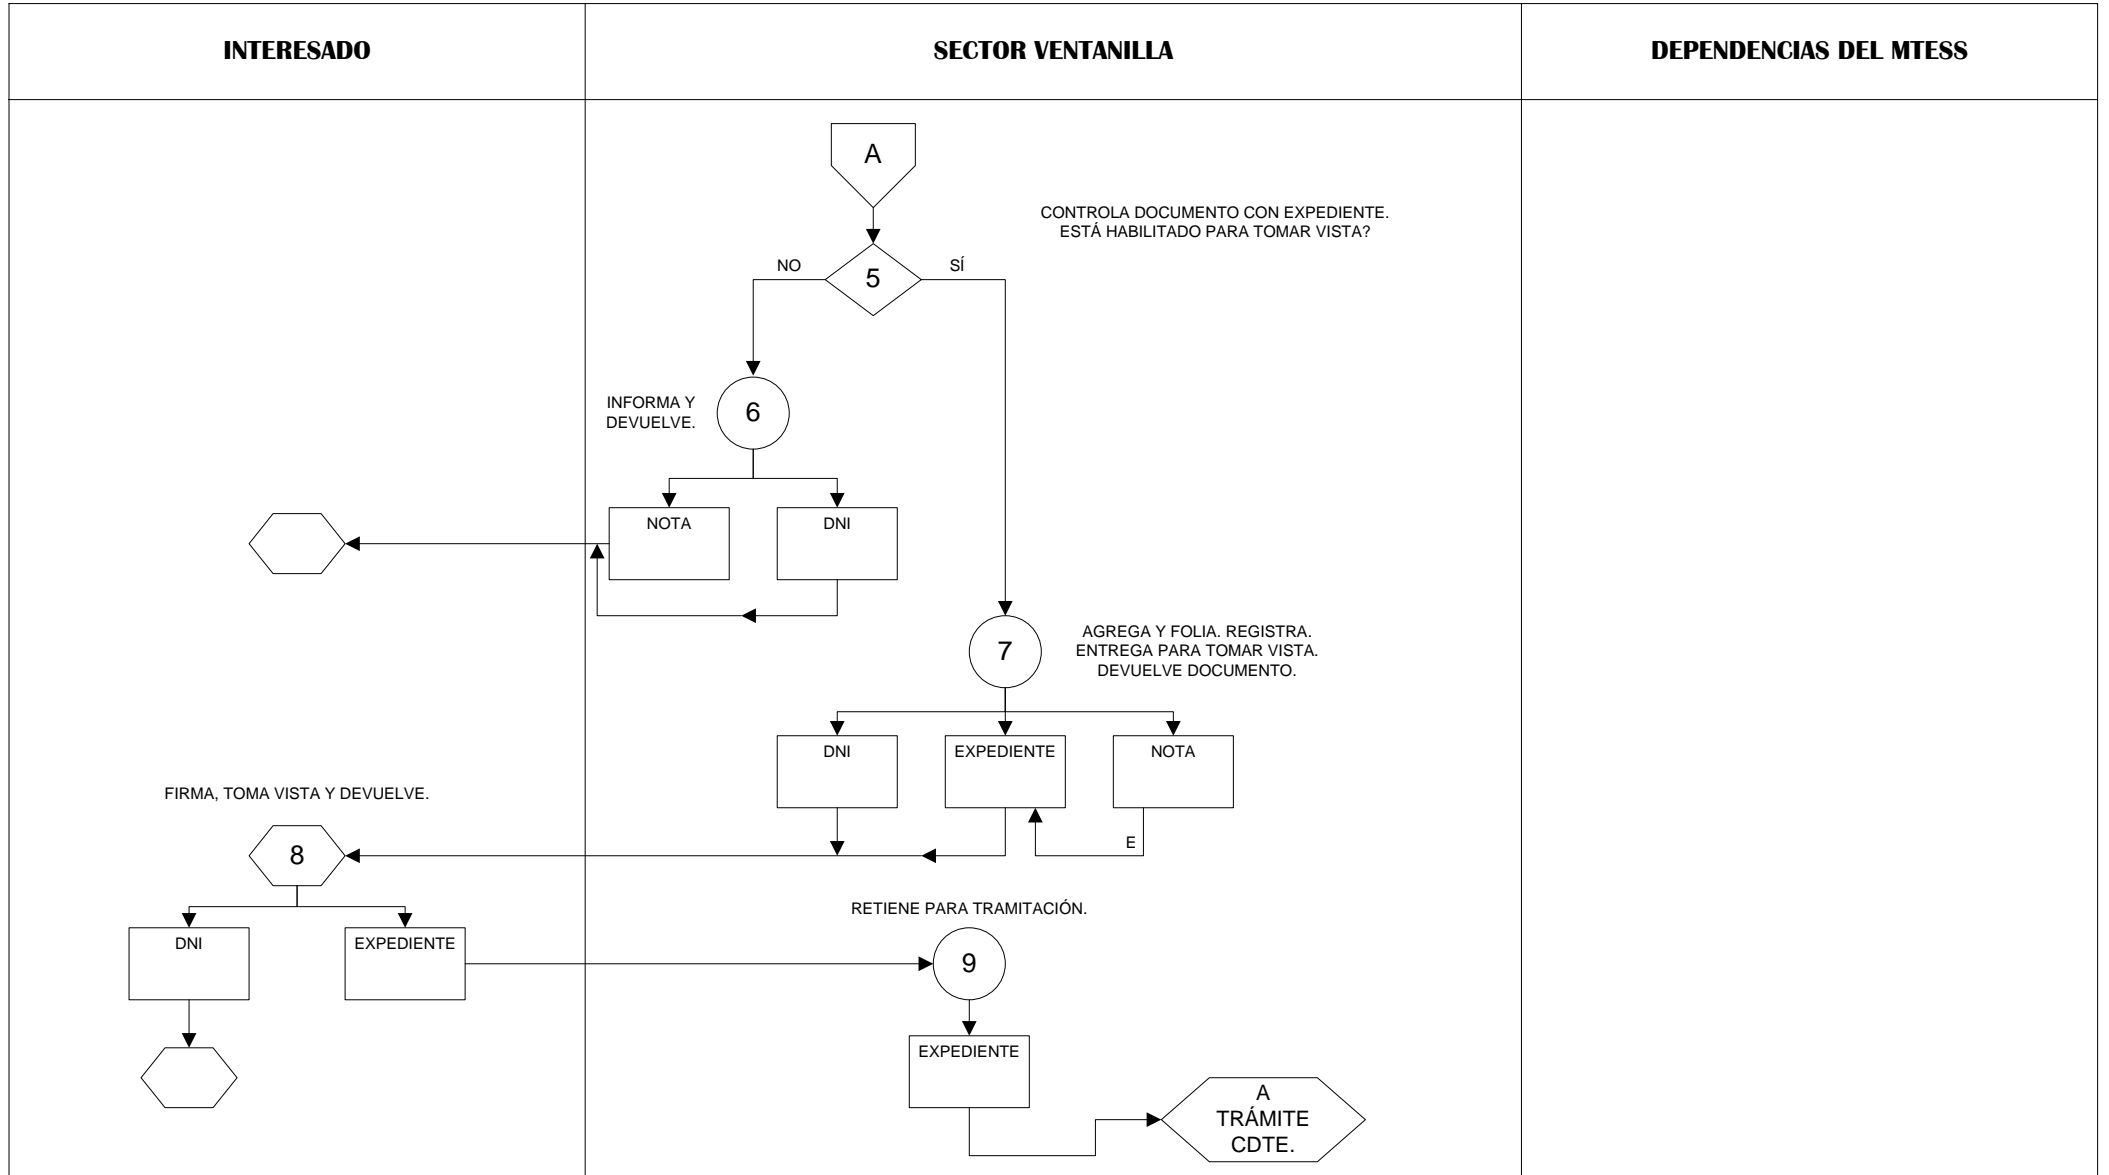 INTERESADO
SECTOR VENTANILLA
DEPENDENCIAS DEL MTESS
A
CONTROLA DOCUMENTO CON EXPEDIENTE.
ESTÁ HABILITADO PARA TOMAR VISTA?
NO
5
SÍ
INFORMA Y
DEVUELVE.
6
NOTA
DNI
7
AGREGA Y FOLIA. REGISTRA.
ENTREGA PARA TOMAR VISTA.
DEVUELVE DOCUMENTO.
DNI
EXPEDIENTE
NOTA
E
FIRMA, TOMA VISTA Y DEVUELVE.
8
DNI
EXPEDIENTE
RETIENE PARA TRAMITACIÓN.
9
EXPEDIENTE
A
TRÁMITE
CDTE.